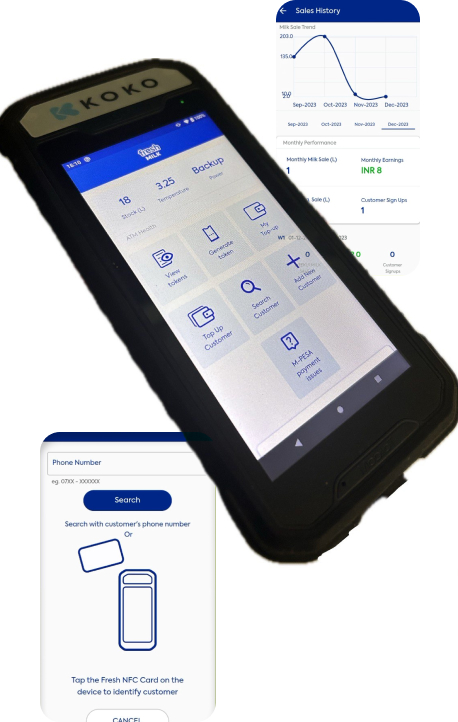 Sales History
Milk Sale Trend
203.0
135.0
Sep-2023 Oct-2023 Nov-2023 Dec-2023
Sep-2023 Oct-2023 Nov-2023 Dec-2023
Monthly Performance
Monthly Milk Sale (L) Monthly Earnings
1 INR 8
Sale (L) Customer Sign Ups
1
0
Customer
Signups
KOKO
16:10 100%
fresh
MILK
18 3.25 Backup
Stock (L) Temperature Power
ATM Health
View
tokens
Generate
token
My
Top-up
Top Up
Customer
Search
Customer
Add New
Customer
M-PESA
payment
issues
Phone Number
eg. 07XX - XXXXXX
Search
Search with customer's phone number
Or
Tap the Fresh NFC Card on the
device to identify customer
CANCEL